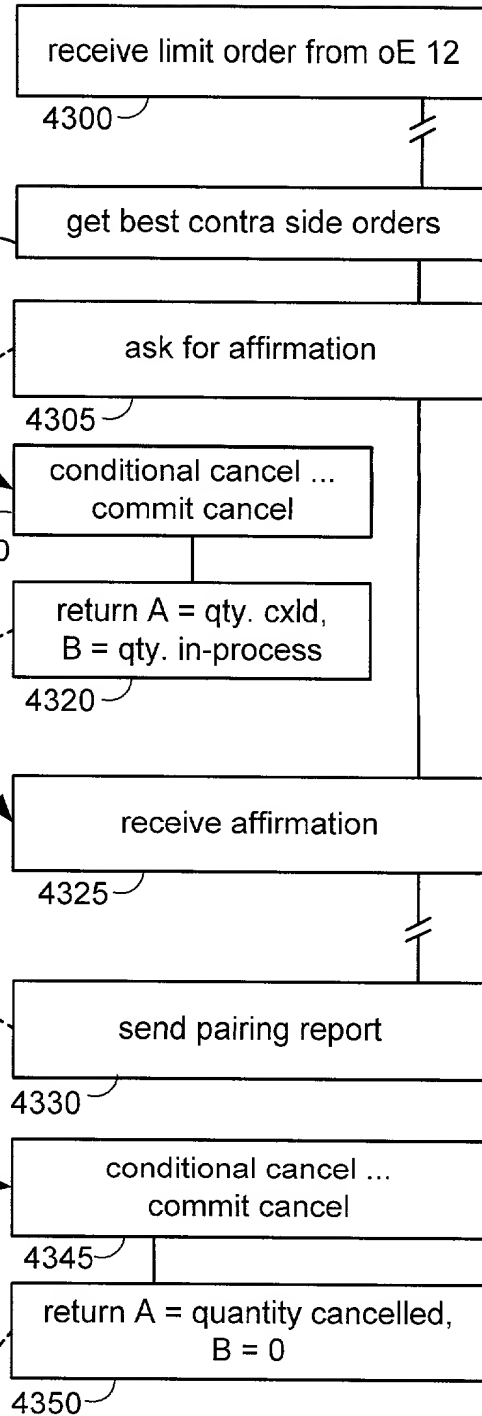 receive limit order from oE 12
4300
get best contra side orders
ask for affirmation
4305
conditional cancel ...
commit cancel
0
return A = qty. cxld,
B = qty. in-process
4320
receive affirmation
4325
send pairing report
4330
conditional cancel ...
commit cancel
4345
return A = quantity cancelled,
B = 0
4350